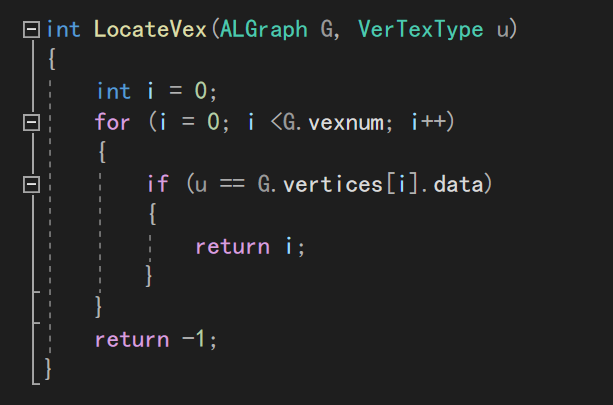 int LocateVex(ALGraph G, VerTexType u)
{
int i = 0;
for (i = 0; i <G.vexnum; i++)
{
if (u == G.vertices[i].data)
{
return i;
}
}
return -1;
}